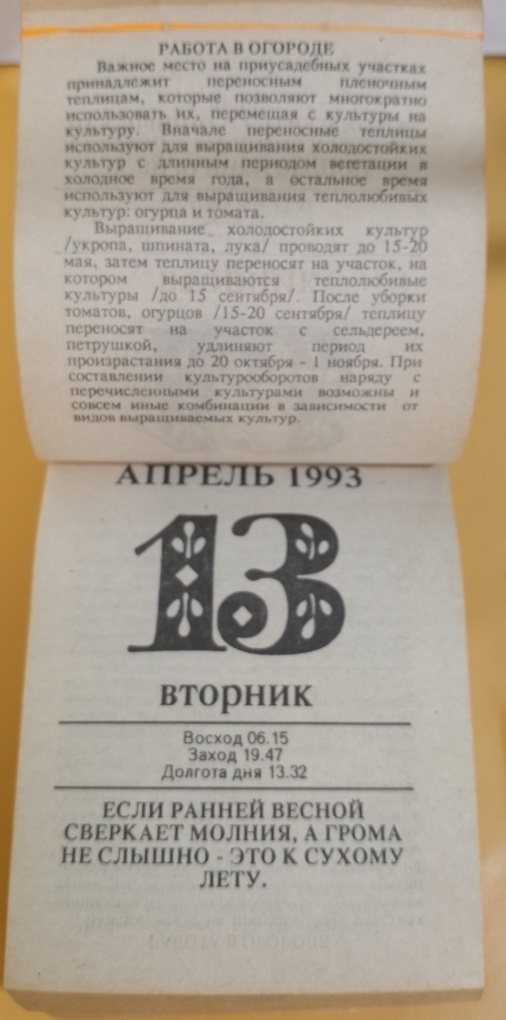 РАБОТА В ОГОРОДЕ
Важное место на приусадебных участках
принадлежит переносным пленочным
теплицам, которые позволяют многократно
использовать их, перемещая с культуры на
культуру. Вначале переносные теплицы
используют для выращивания холодостойких
культур с длинным периодом вегетации в
холодное время года, а остальное время
используют для выращивания теплолюбивых
культур: огурца и томата.
Выращивание холодостойких культур
/укропа, шпината, лука/ проводят до 15-20
мая, затем теплицу переносят на участок, на
котором выращиваются теплолюбивые
культуры /до 15 сентября/. После уборки
томатов, огурцов /15-20 сентября/ теплицу
переносят на участок с сельдереем,
петрушкой, удлиняют период их
произрастания до 20 октября - 1 ноября. При
составлении культурооборотов наряду с
перечисленными культурами возможны и
совсем иные комбинации в зависимости от
видов выращиваемых культур.
АПРЕЛЬ 1993
13
вторник
Восход 06.15
Заход 19.47
Долгота дня 13.32
ЕСЛИ РАННЕЙ ВЕСНОЙ
СВЕРКАЕТ МОЛНИЯ, А ГРОМА
НЕ СЛЫШНО - ЭТО К СУХОМУ
ЛЕТУ.